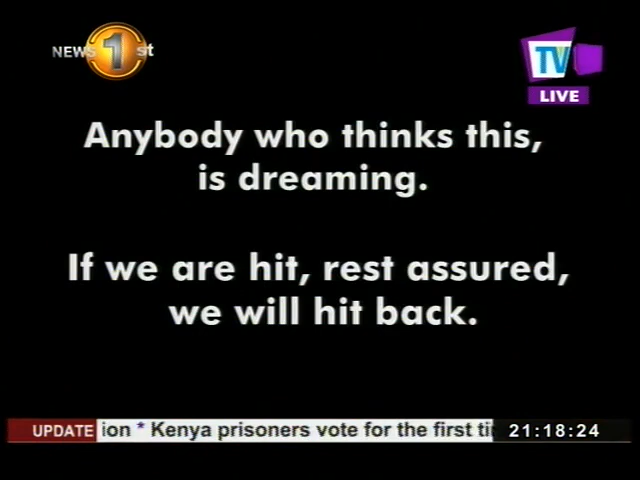 NEWS 1st
TV
LIVE
Anybody who thinks this,
is dreaming.
If we are hit, rest assured,
we will hit back.
UPDATE ion * Kenya prisoners vote for the first 21:18:24